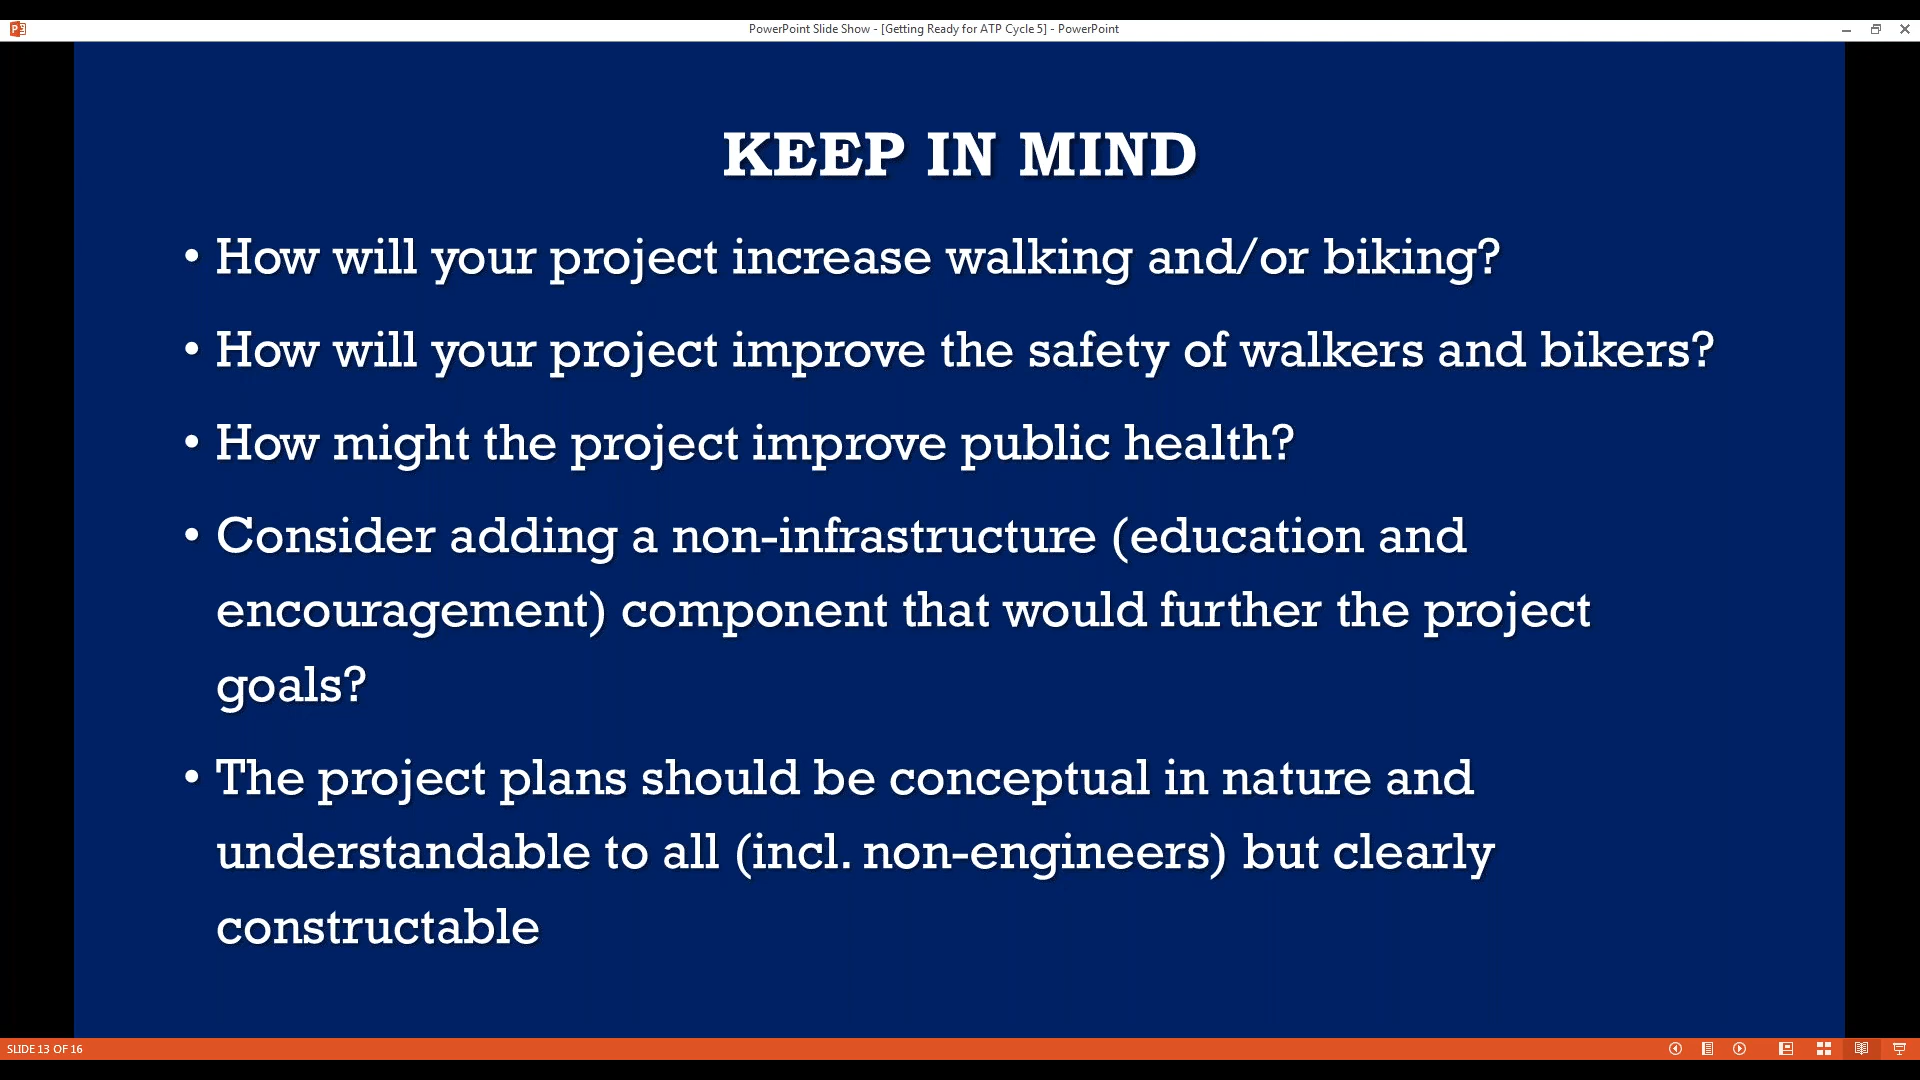 PowerPoint Slide Show - [Getting Ready for ATP Cycle 5] - PowerPoint
KEEP IN MIND
• How will your project increase walking and/or biking?
• How will your project improve the safety of walkers and bikers?
• How might the project improve public health?
• Consider adding a non-infrastructure (education and
encouragement) component that would further the project
goals?
• The project plans should be conceptual in nature and
understandable to all (incl. non-engineers) but clearly
constructable
SLIDE 13 OF 16